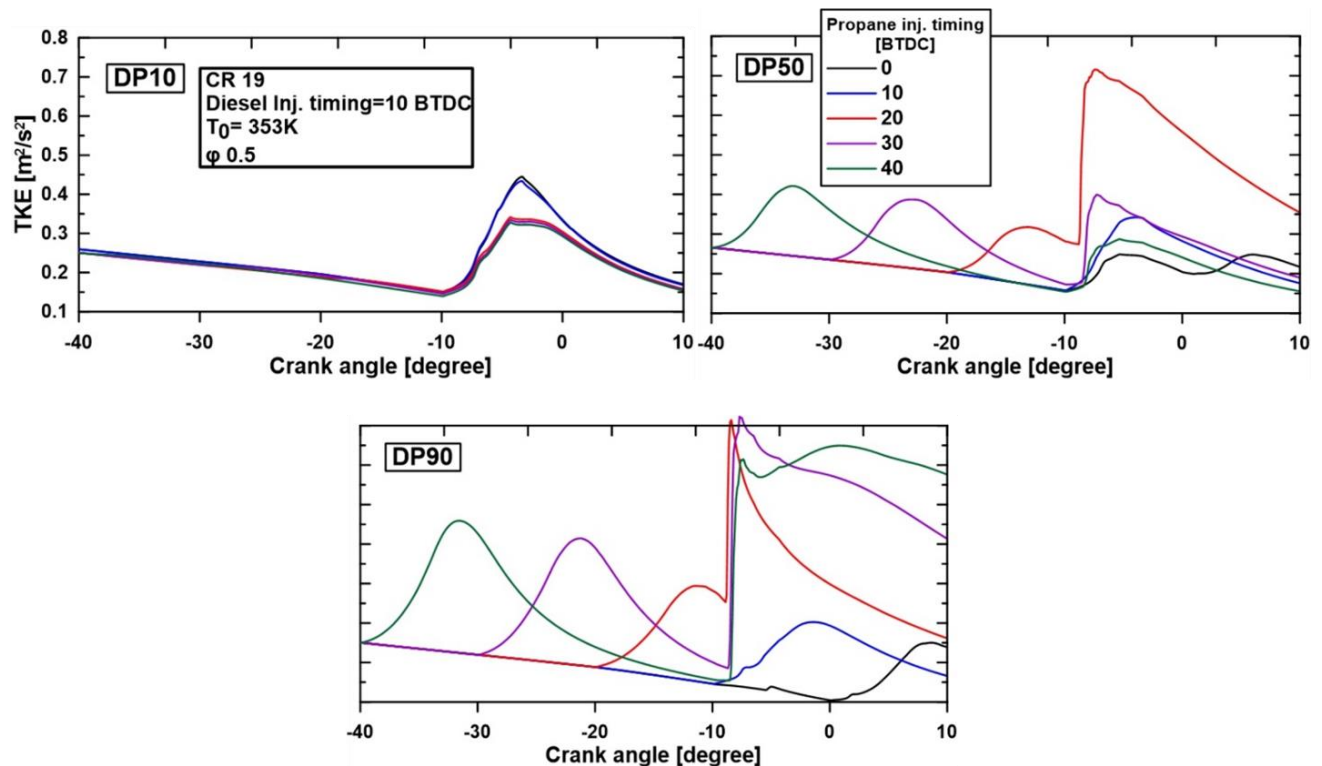 0.8
0.7
0.6
0.5
0.4
0.3
0.2
0.1
TKE [m²/s²]
DP10
CR 19
Diesel Inj. timing=10 BTDC
T₀= 353K
φ 0.5
-40 -30 -20 -10 0 10
Crank angle [degree]
DP50
Propane inj. timing
[BTDC]
0
10
20
30
40
-40 -30 -20 -10 0 10
Crank angle [degree]
DP90
-40 -30 -20 -10 0 10
Crank angle [degree]